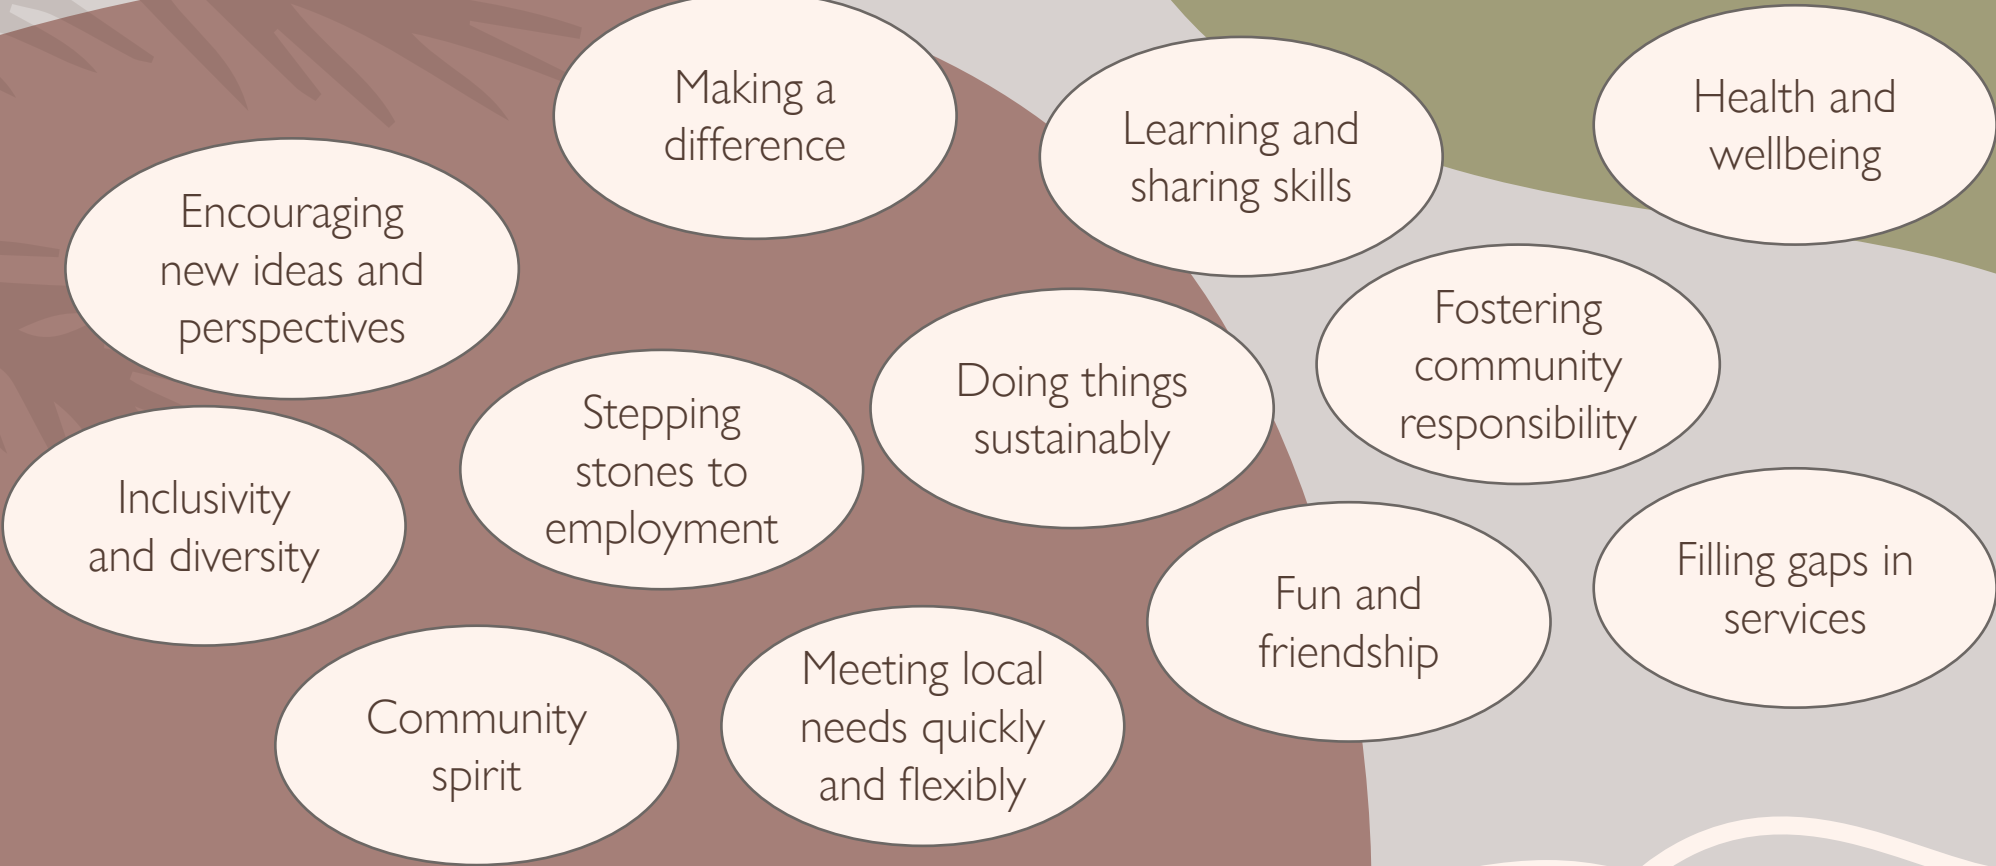 Making a
difference
Learning and
sharing skills
Health and
wellbeing
Encouraging
new ideas and
perspectives
Fostering
community
responsibility
Doing things
sustainably
Stepping
stones to
employment
Inclusivity
and diversity
Filling gaps in
services
Fun and
friendship
Meeting local
needs quickly
and flexibly
Community
spirit